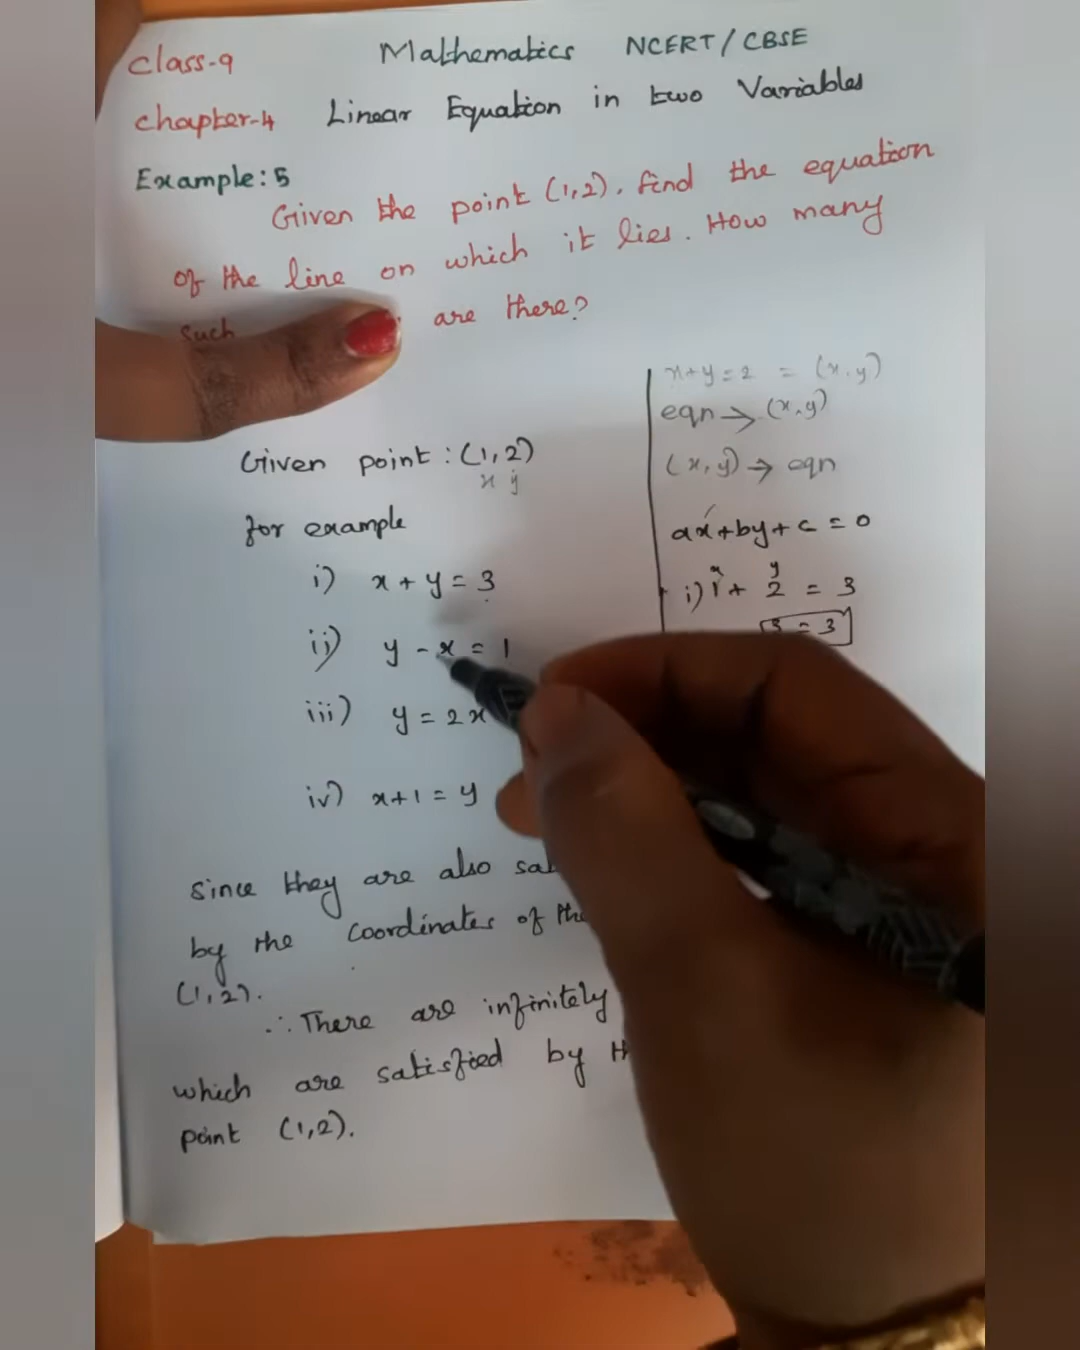 Class-9 Mathematics NCERT/CBSE
Chapter-4 Linear Equation in two Variables
Example: 5
Given the point (1,2). find the equation
of the line on which it lies. How many
such are there?
Given point : (1,2)
x y
for example
i) x + y = 3
ii) y - x = 1
iii) y = 2x
iv) x+1 = y
since they are also
by the coordinates of the
(1,2).
∴ There are infinitely
which are satisfied by
point (1,2).
x+y=2 = (x,y)
eqn → (x,y)
(x,y) → eqn
ax+by+c=0
x y
i) 1 + 2 = 3
3 = 3